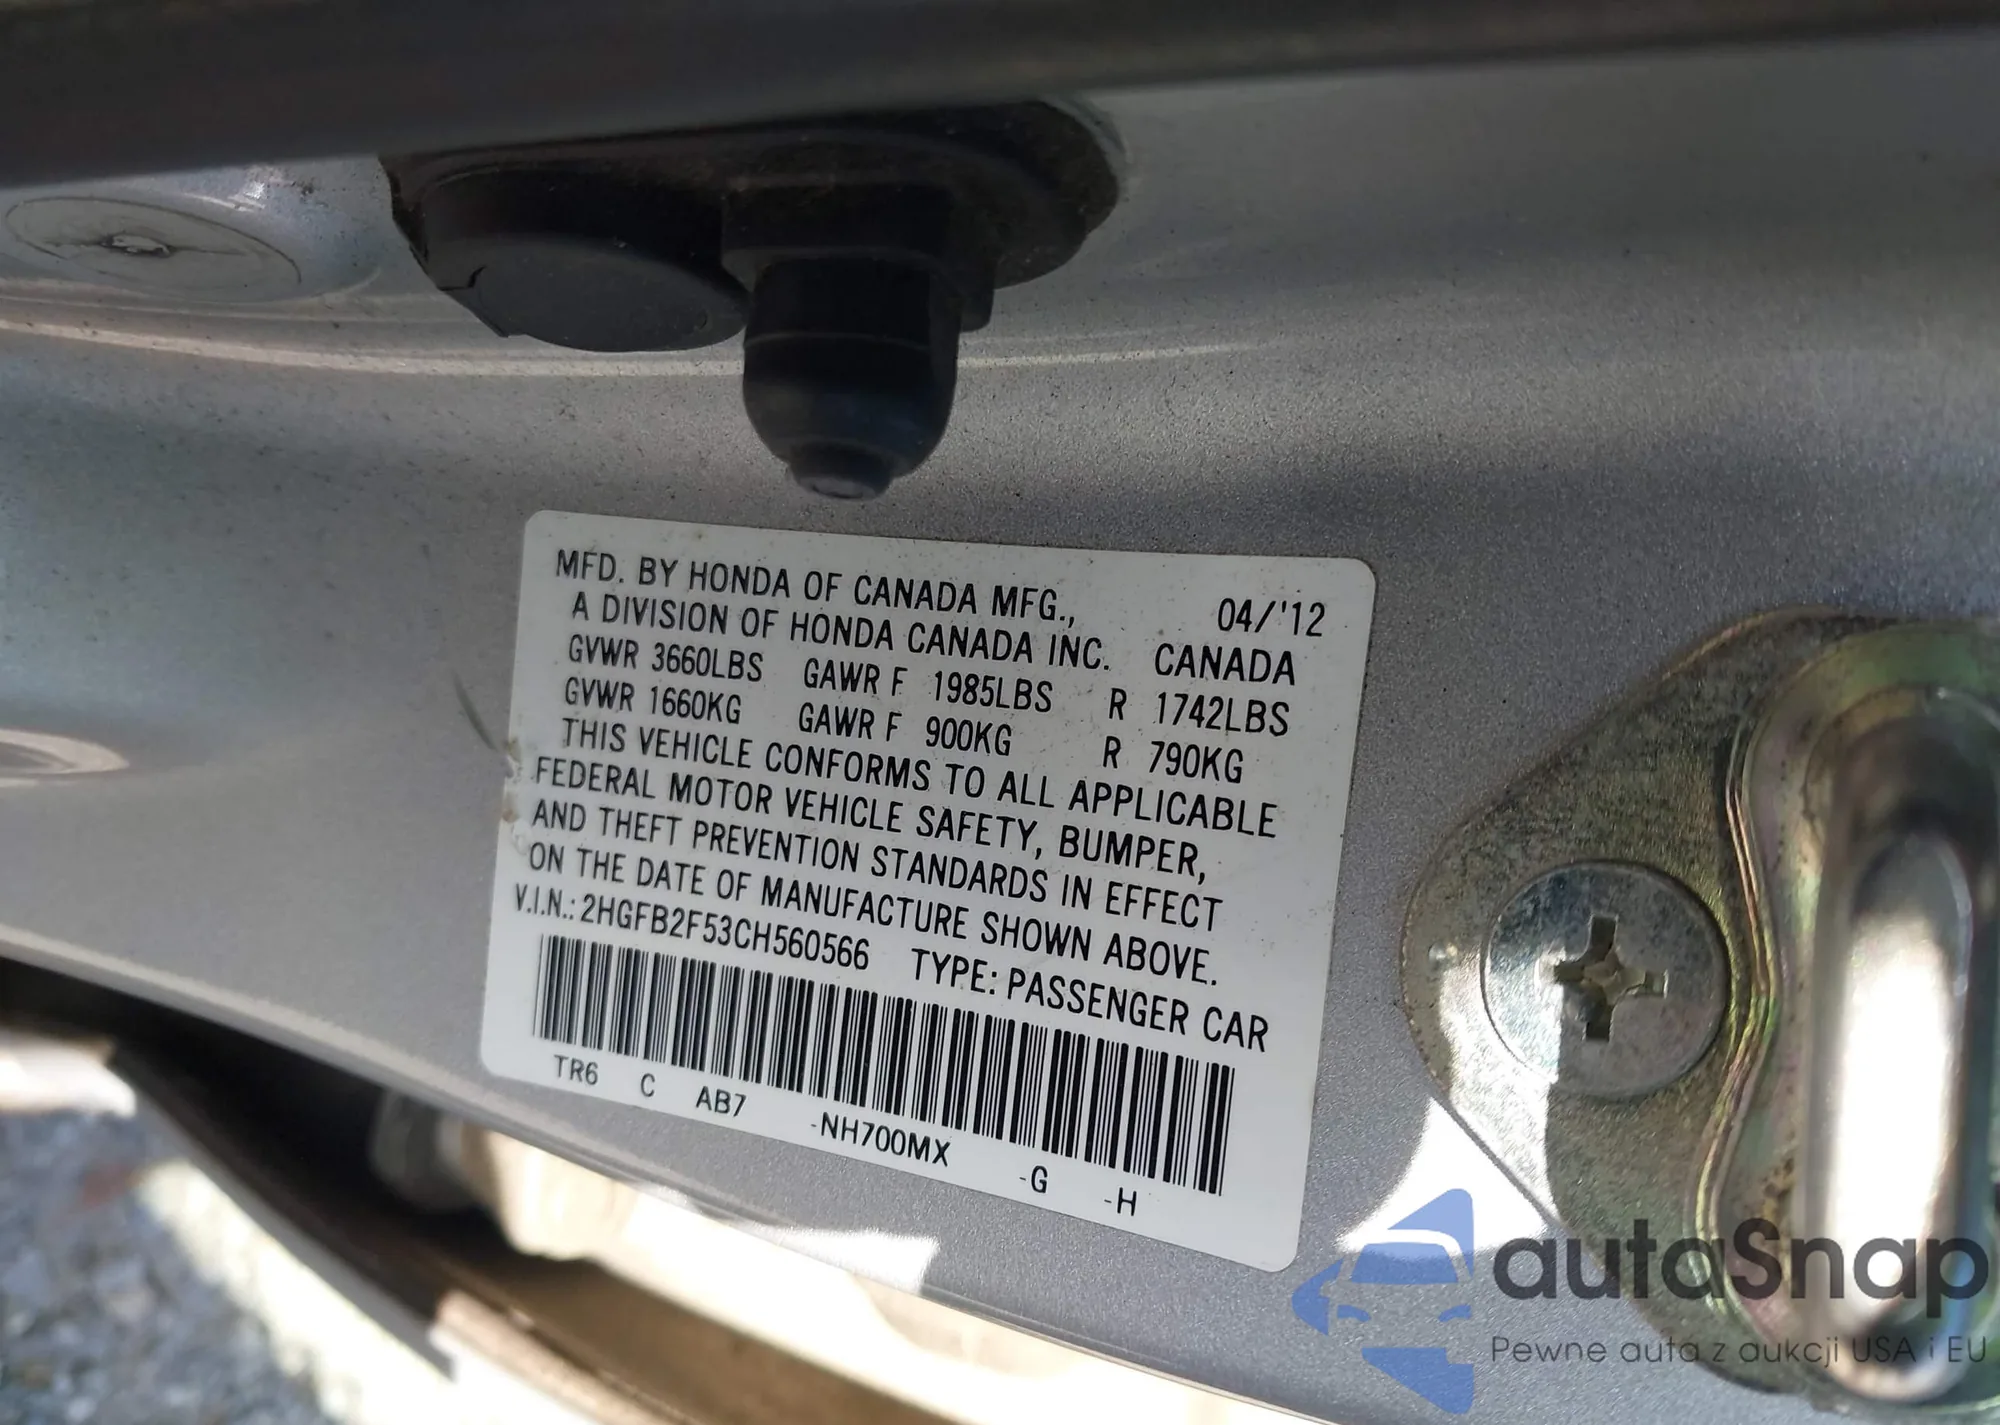 MFD. BY HONDA OF CANADA MFG., 04/'12
A DIVISION OF HONDA CANADA INC. CANADA
GVWR 3660LBS GAWR F 1985LBS R 1742LBS
GVWR 1660KG GAWR F 900KG R 790KG
THIS VEHICLE CONFORMS TO ALL APPLICABLE
FEDERAL MOTOR VEHICLE SAFETY, BUMPER,
AND THEFT PREVENTION STANDARDS IN EFFECT
ON THE DATE OF MANUFACTURE SHOWN ABOVE.
V.I.N.: 2HGFB2F53CH560566 TYPE: PASSENGER CAR
TR6 C AB7 -NH700MX -G -H
autaSnap
Pewne auta z aukcji USA i EU